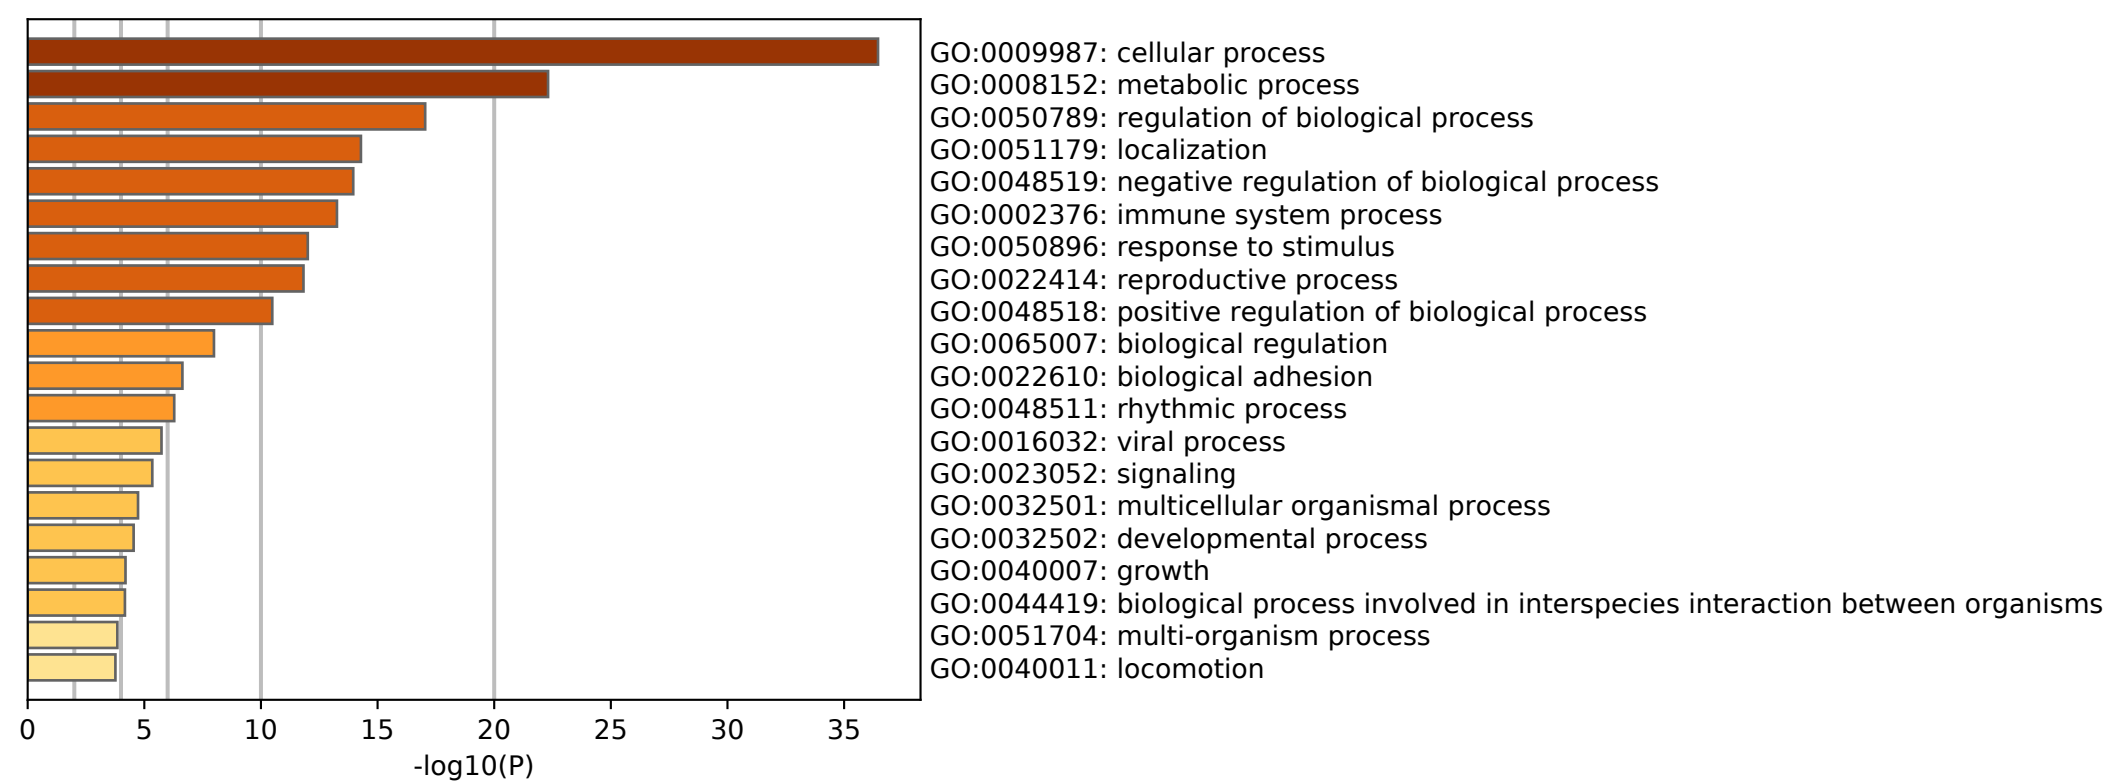 GO:0009987: cellular process
GO:0008152: metabolic process
GO:0050789: regulation of biological process
GO:0051179: localization
GO:0048519: negative regulation of biological process
GO:0002376: immune system process
GO:0050896: response to stimulus
GO:0022414: reproductive process
GO:0048518: positive regulation of biological process
GO:0065007: biological regulation
GO:0022610: biological adhesion
GO:0048511: rhythmic process
GO:0016032: viral process
GO:0023052: signaling
GO:0032501: multicellular organismal process
GO:0032502: developmental process
GO:0040007: growth
GO:0044419: biological process involved in interspecies interaction between organisms
GO:0051704: multi-organism process
GO:0040011: locomotion
0 5 10 15 20 25 30 35
-log10(P)